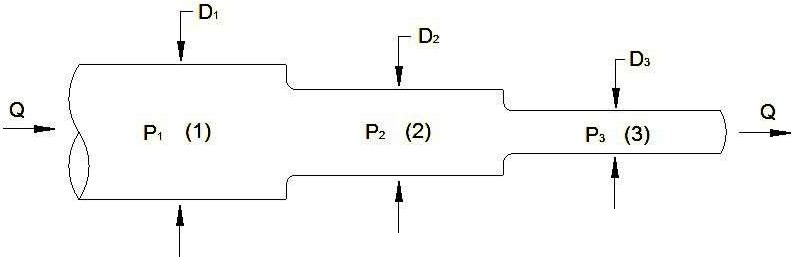 D₁
D₂
D₃
Q P₁ (1) P₂ (2) P₃ (3) Q